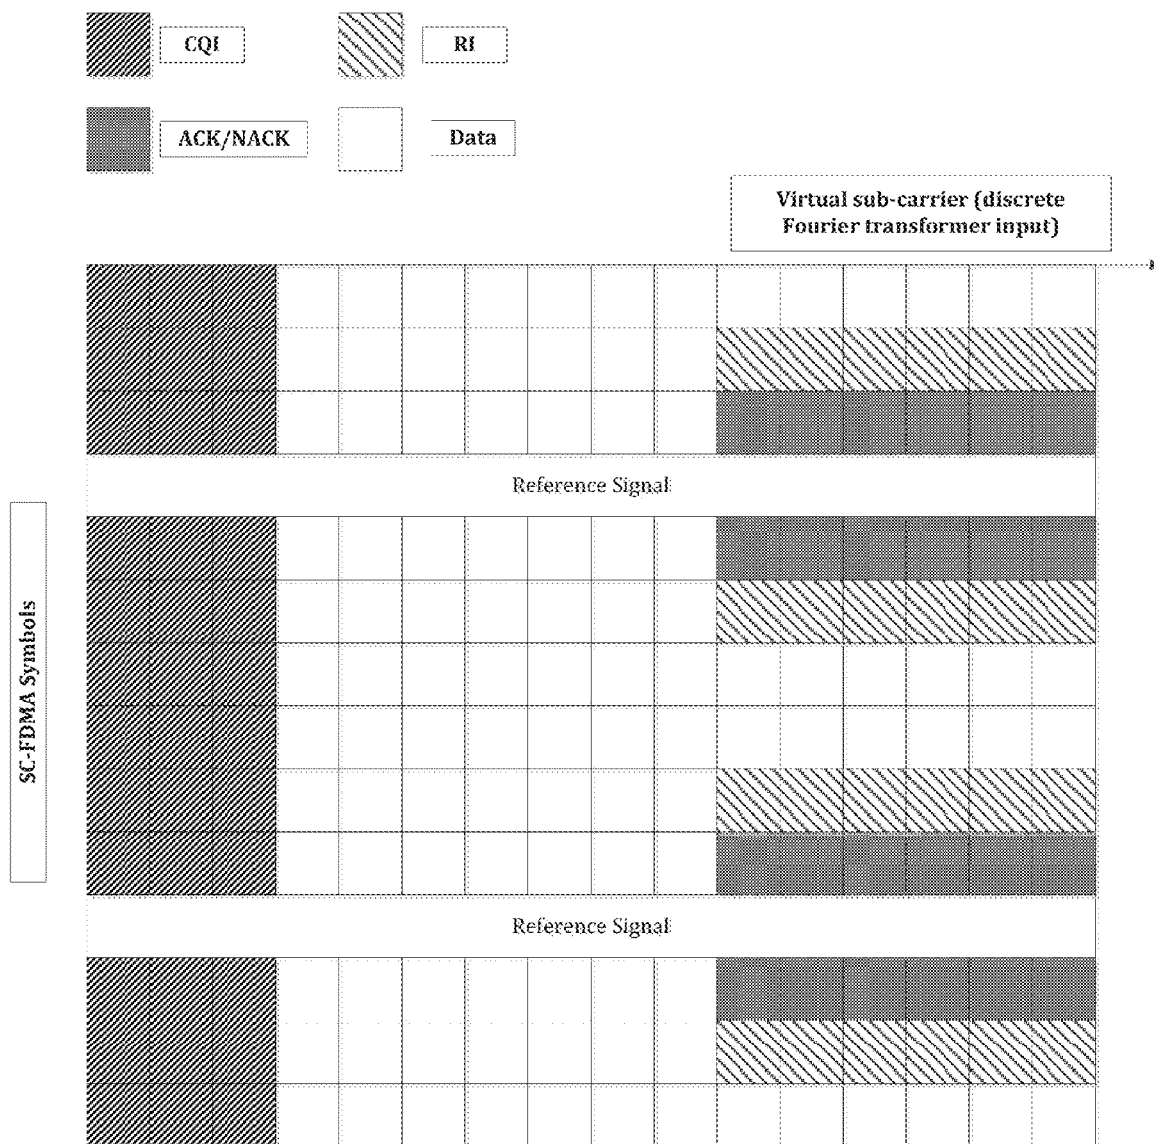 CQI
RI
ACK/NACK
Data
Virtual sub-carrier (discrete
Fourier transformer input)
Reference Signal
SC-FDMA Symbols
Reference Signal